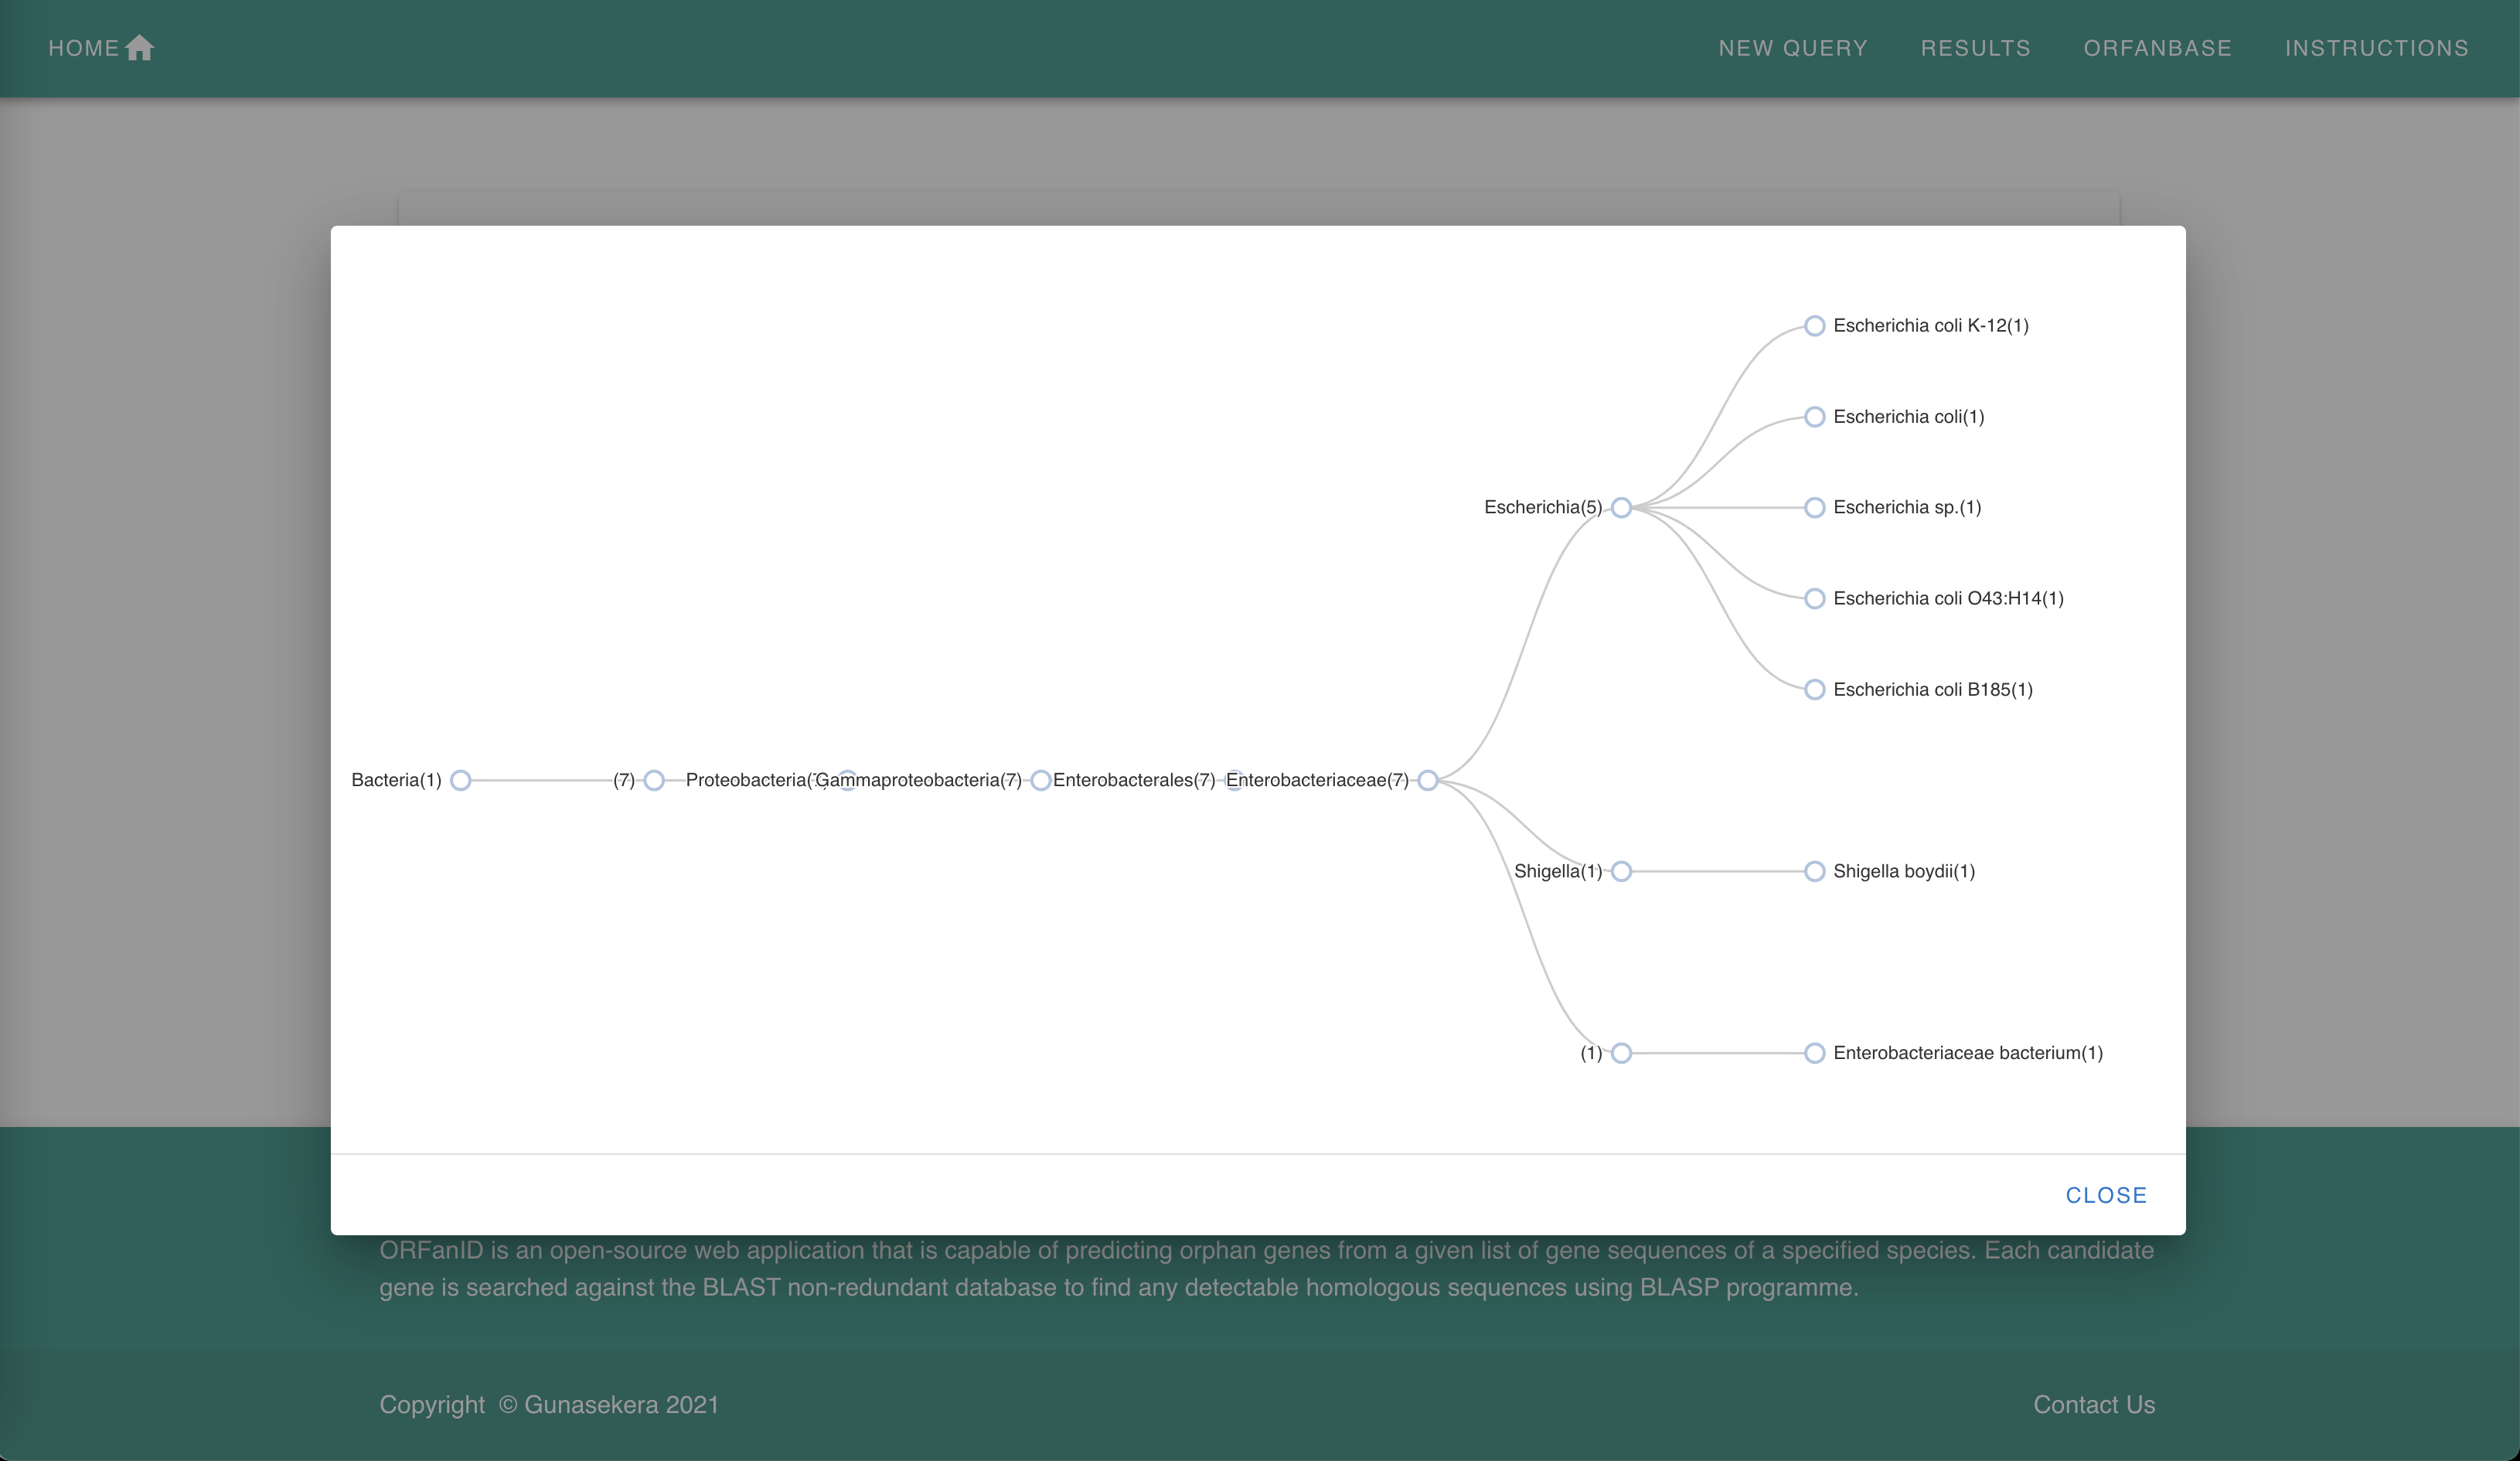 HOME
NEW QUERY
RESULTS
ORFANBASE
INSTRUCTIONS
Escherichia coli K-12(1)
Escherichia coli(1)
Escherichia(5)
Escherichia sp.(1)
Escherichia coli O43:H14(1)
Escherichia coli B185(1)
Bacteria(1)
(7)
Proteobacteria(
Gammaproteobacteria(7)
Enterobacterales(7)
Enterobacteriaceae(7)
Shigella(1)
Shigella boydii(1)
(1)
Enterobacteriaceae bacterium(1)
CLOSE
ORFanID is an open-source web application that is capable of predicting orphan genes from a given list of gene sequences of a specified species. Each candidate
gene is searched against the BLAST non-redundant database to find any detectable homologous sequences using BLASP programme.
Copyright © Gunasekera 2021
Contact Us